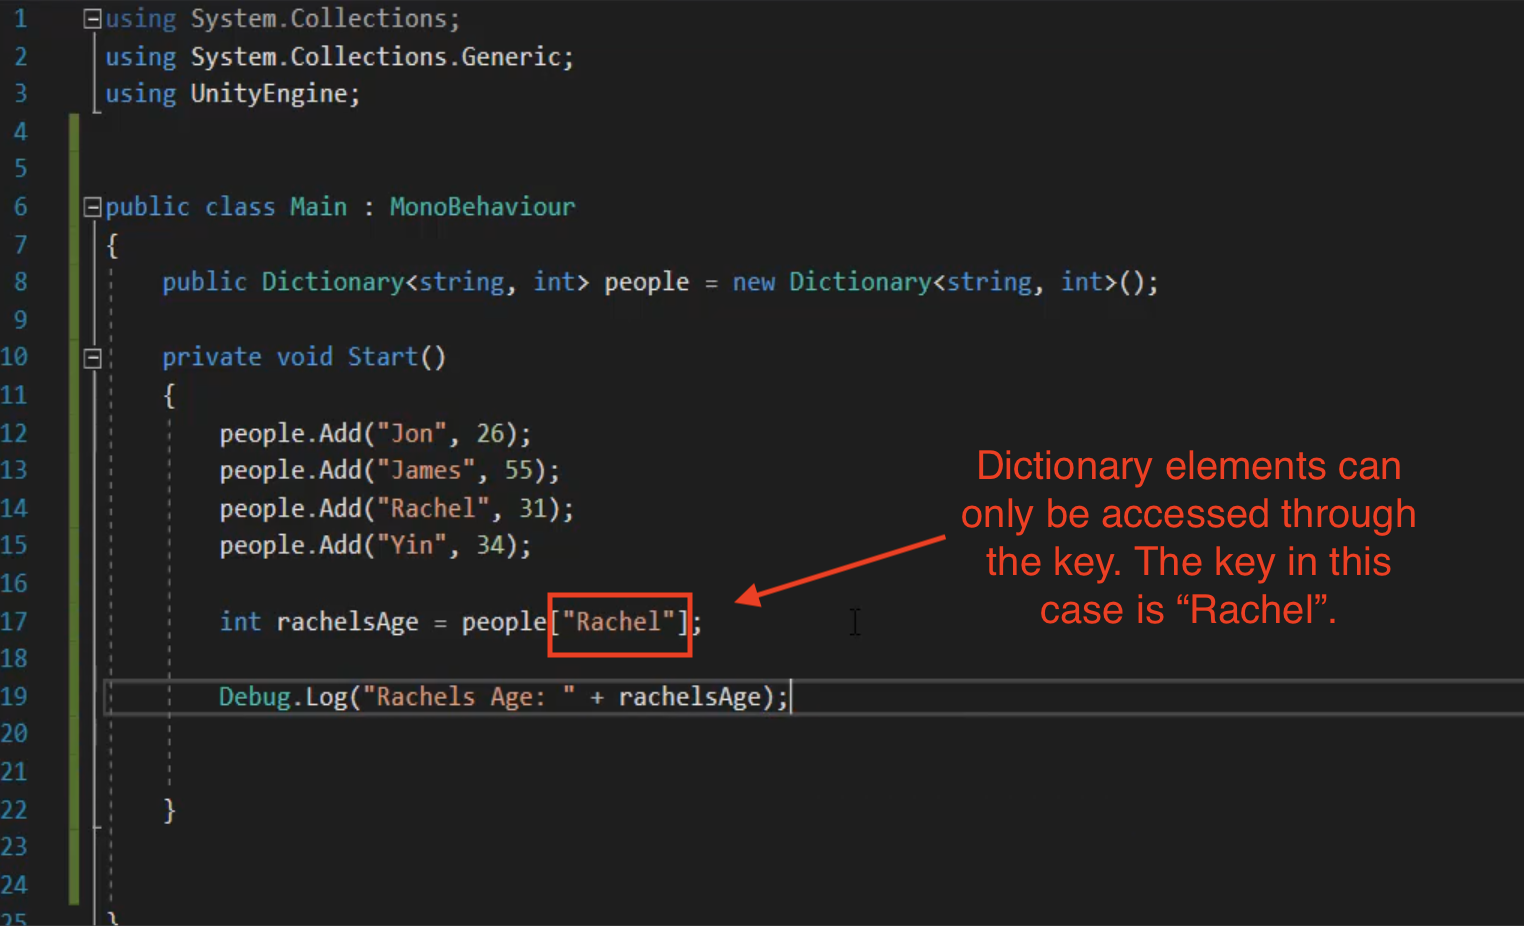 1 using System.Collections;
2 using System.Collections.Generic;
3 using UnityEngine;
4
5
6 public class Main : MonoBehaviour
7 {
8 public Dictionary<string, int> people = new Dictionary<string, int>();
9
10 private void Start()
11 {
12 people.Add("Jon", 26);
13 people.Add("James", 55);
14 people.Add("Rachel", 31);
15 people.Add("Yin", 34);
16
17 int rachelsAge = people["Rachel"];
18
19 Debug.Log("Rachels Age: " + rachelsAge);
20
21
22 }
23
24
25 }
Dictionary elements can
only be accessed through
the key. The key in this
case is “Rachel”.